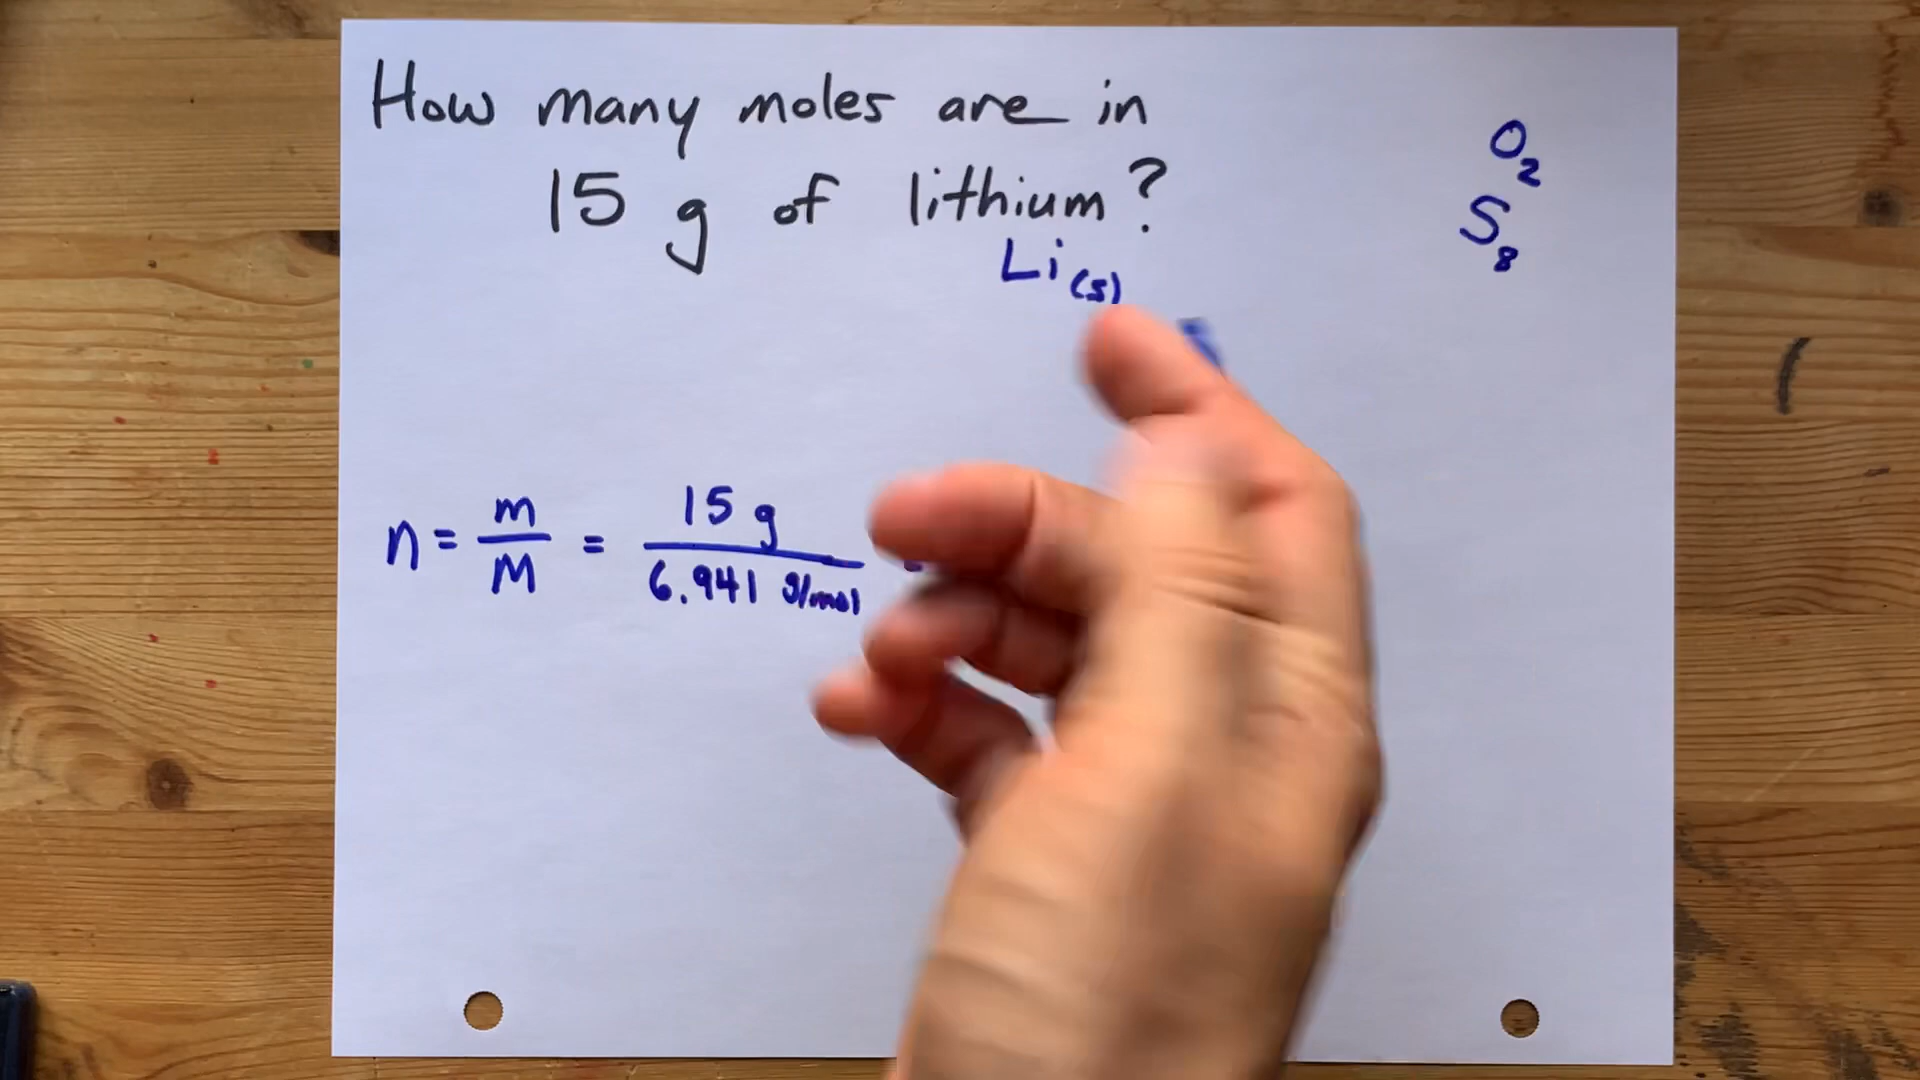 How many moles are in
15 g of lithium?
Li(s)
O2
S8
n = m/M = 15 g / 6.941 g/mol